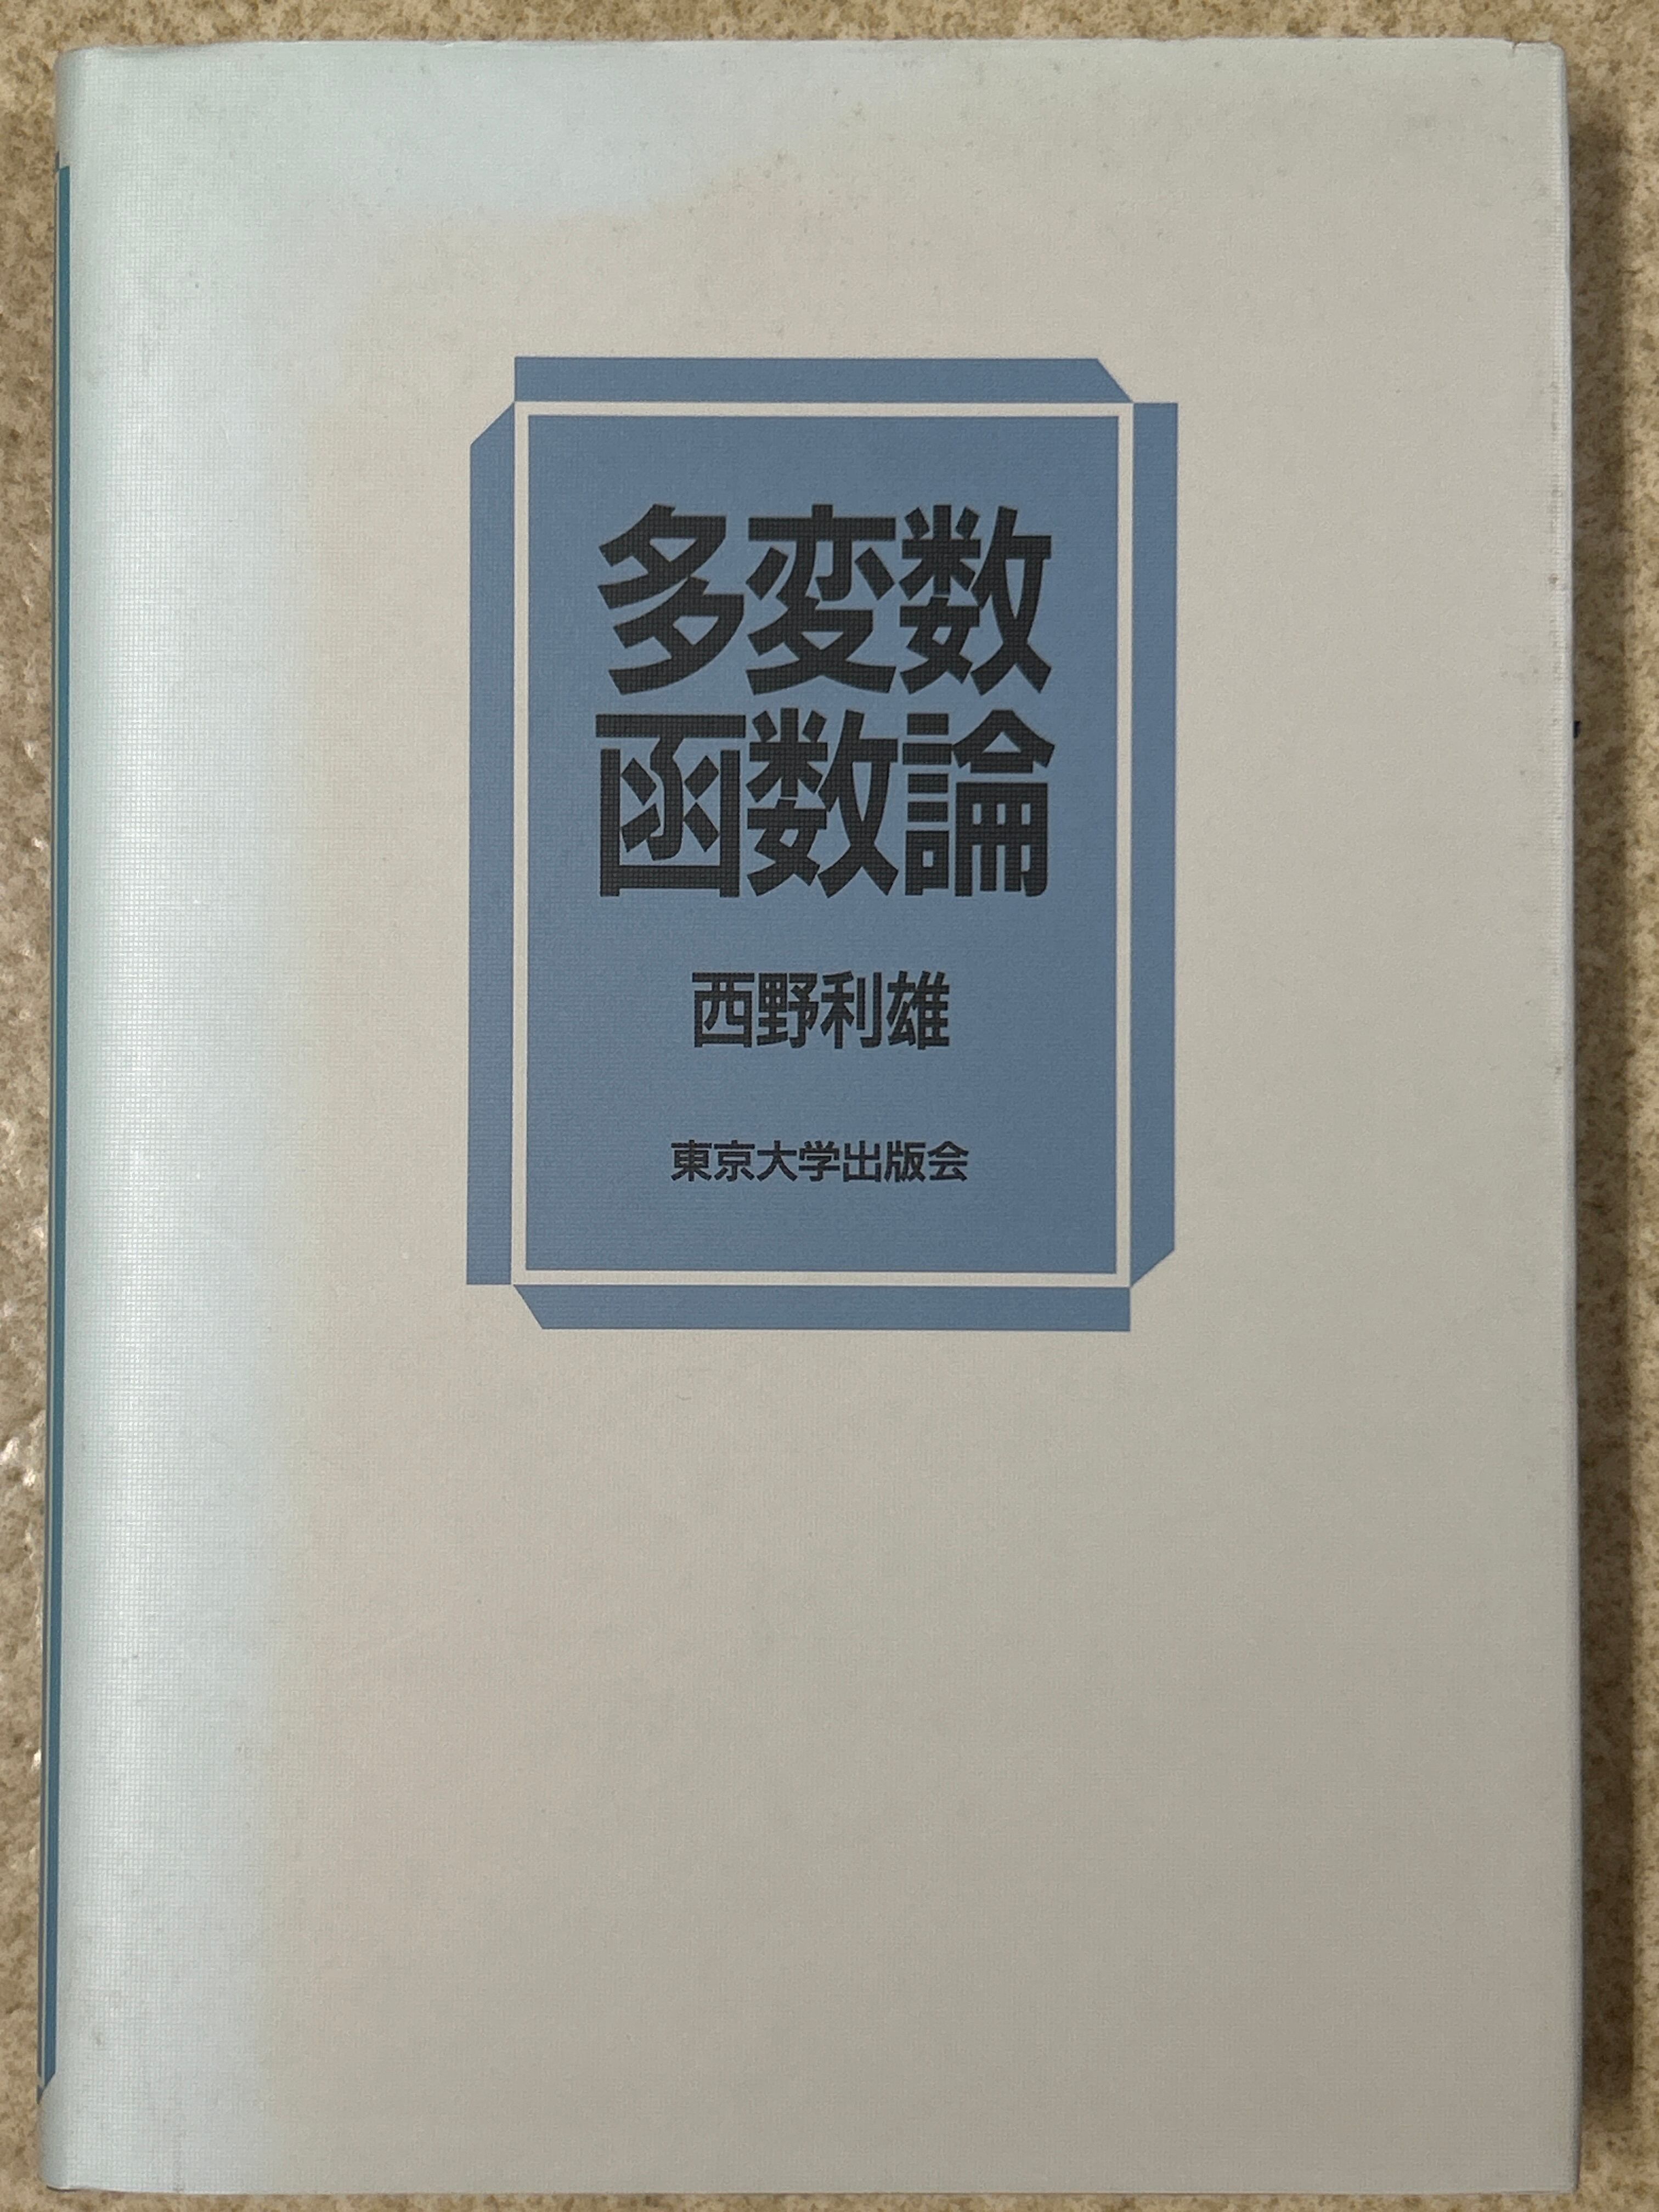 多変数
函数論
西野利雄
東京大学出版会